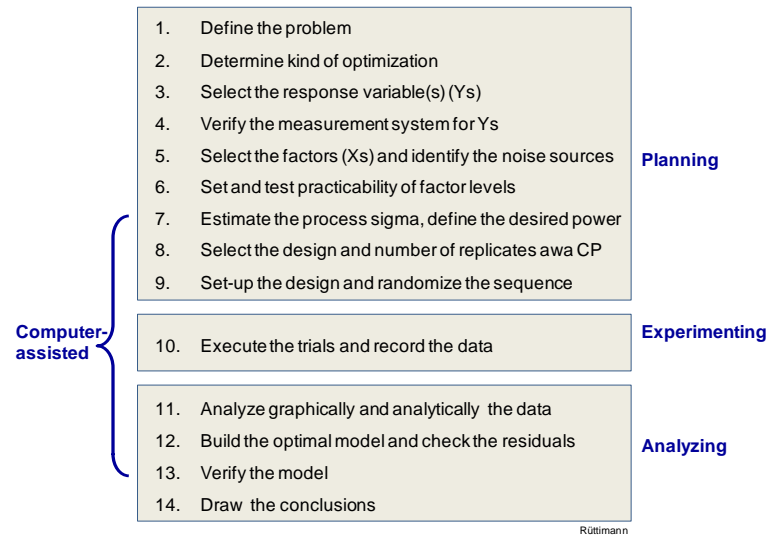 1. Define the problem
2. Determine kind of optimization
3. Select the response variable(s) (Ys)
4. Verify the measurement system for Ys
5. Select the factors (Xs) and identify the noise sources
6. Set and test practicability of factor levels
7. Estimate the process sigma, define the desired power
8. Select the design and number of replicates awa CP
9. Set-up the design and randomize the sequence
Planning
Computer-
assisted
10. Execute the trials and record the data
Experimenting
11. Analyze graphically and analytically the data
12. Build the optimal model and check the residuals
13. Verify the model
14. Draw the conclusions
Analyzing
Rüttimann